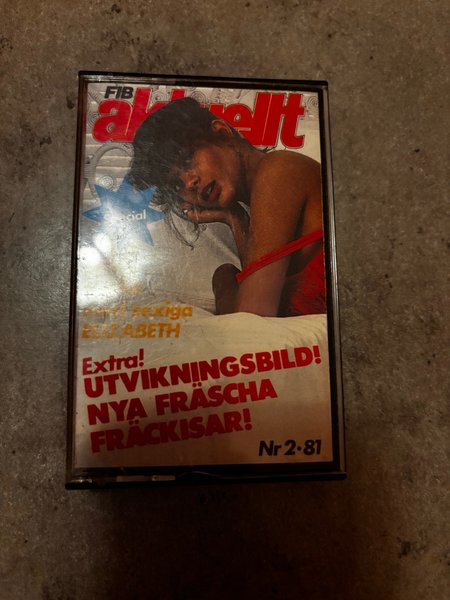 FIB
aktuellt
special
sexiga
ELIZABETH
Extra!
UTVIKNINGSBILD!
NYA FRÄSCHA
FRÄCKISAR!
Nr 2·81